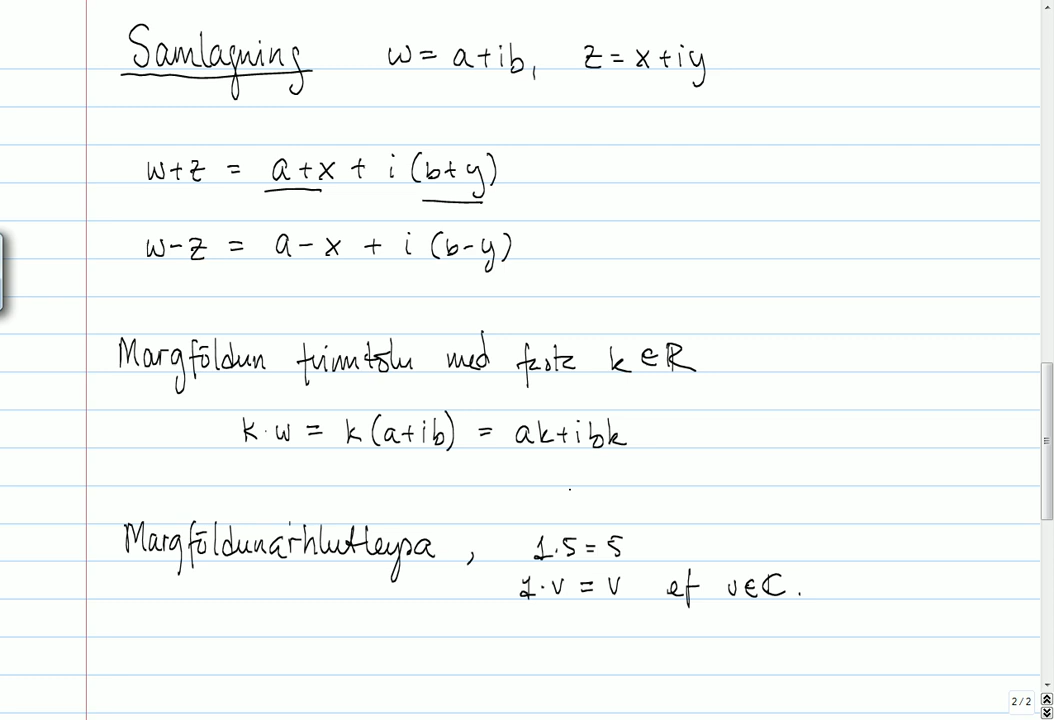 Samlagning w = a+ib, z = x+iy
w+z = a+x + i (b+y)
w-z = a-x + i (b-y)
Margföldun tvinntölu með fasta k ∈ ℝ
k·w = k(a+ib) = ak+ibk
Margföldunarhlutleysa , 1·5 = 5
1·v = v ef v∈ℂ.
2/2